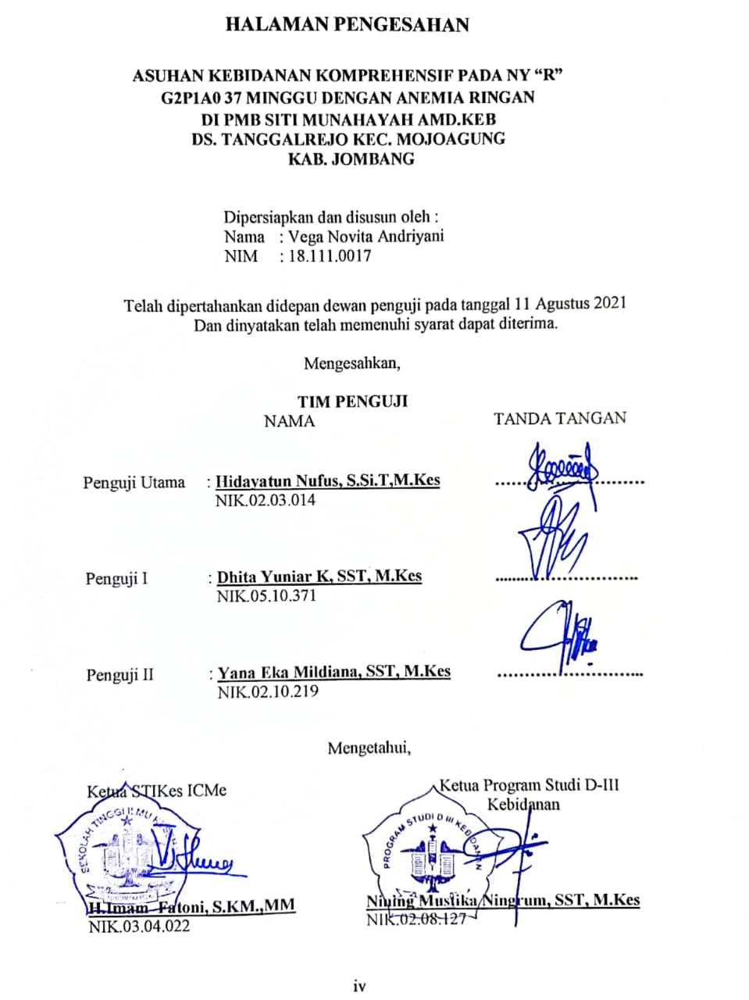 HALAMAN PENGESAHAN
ASUHAN KEBIDANAN KOMPREHENSIF PADA NY “R”
G2P1A0 37 MINGGU DENGAN ANEMIA RINGAN
DI PMB SITI MUNAHAYAH AMD.KEB
DS. TANGGALREJO KEC. MOJOAGUNG
KAB. JOMBANG
Dipersiapkan dan disusun oleh :
Nama : Vega Novita Andriyani
NIM : 18.111.0017
Telah dipertahankan didepan dewan penguji pada tanggal 11 Agustus 2021
Dan dinyatakan telah memenuhi syarat dapat diterima.
Mengesahkan,
TIM PENGUJI
NAMA TANDA TANGAN
Penguji Utama : Hidayatun Nufus, S.Si.T,M.Kes
NIK.02.03.014
Penguji I : Dhita Yuniar K, SST, M.Kes
NIK.05.10.371
Penguji II : Yana Eka Mildiana, SST, M.Kes
NIK.02.10.219
Mengetahui,
Ketua STIKes ICMe
Ketua Program Studi D-III
Kebidanan
SEKOLAH TINGGI ILMU
PROGRAM STUDI D III KEBIDANAN
H.Imam Fatoni, S.KM.,MM
NIK.03.04.022
Nining Mustika Ningrum, SST, M.Kes
NIK.02.08.127
iv